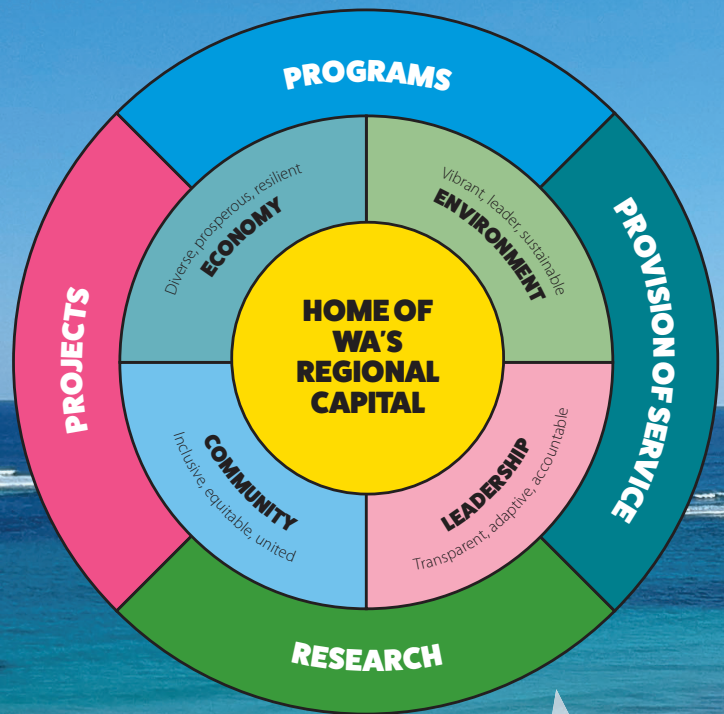 PROGRAMS
Diverse, prosperous, resilient
ECONOMY
Vibrant, leader, sustainable
ENVIRONMENT
PROVISION OF SERVICE
PROJECTS
HOME OF
WA'S
REGIONAL
CAPITAL
COMMUNITY
Inclusive, equitable, united
LEADERSHIP
Transparent, adaptive, accountable
RESEARCH